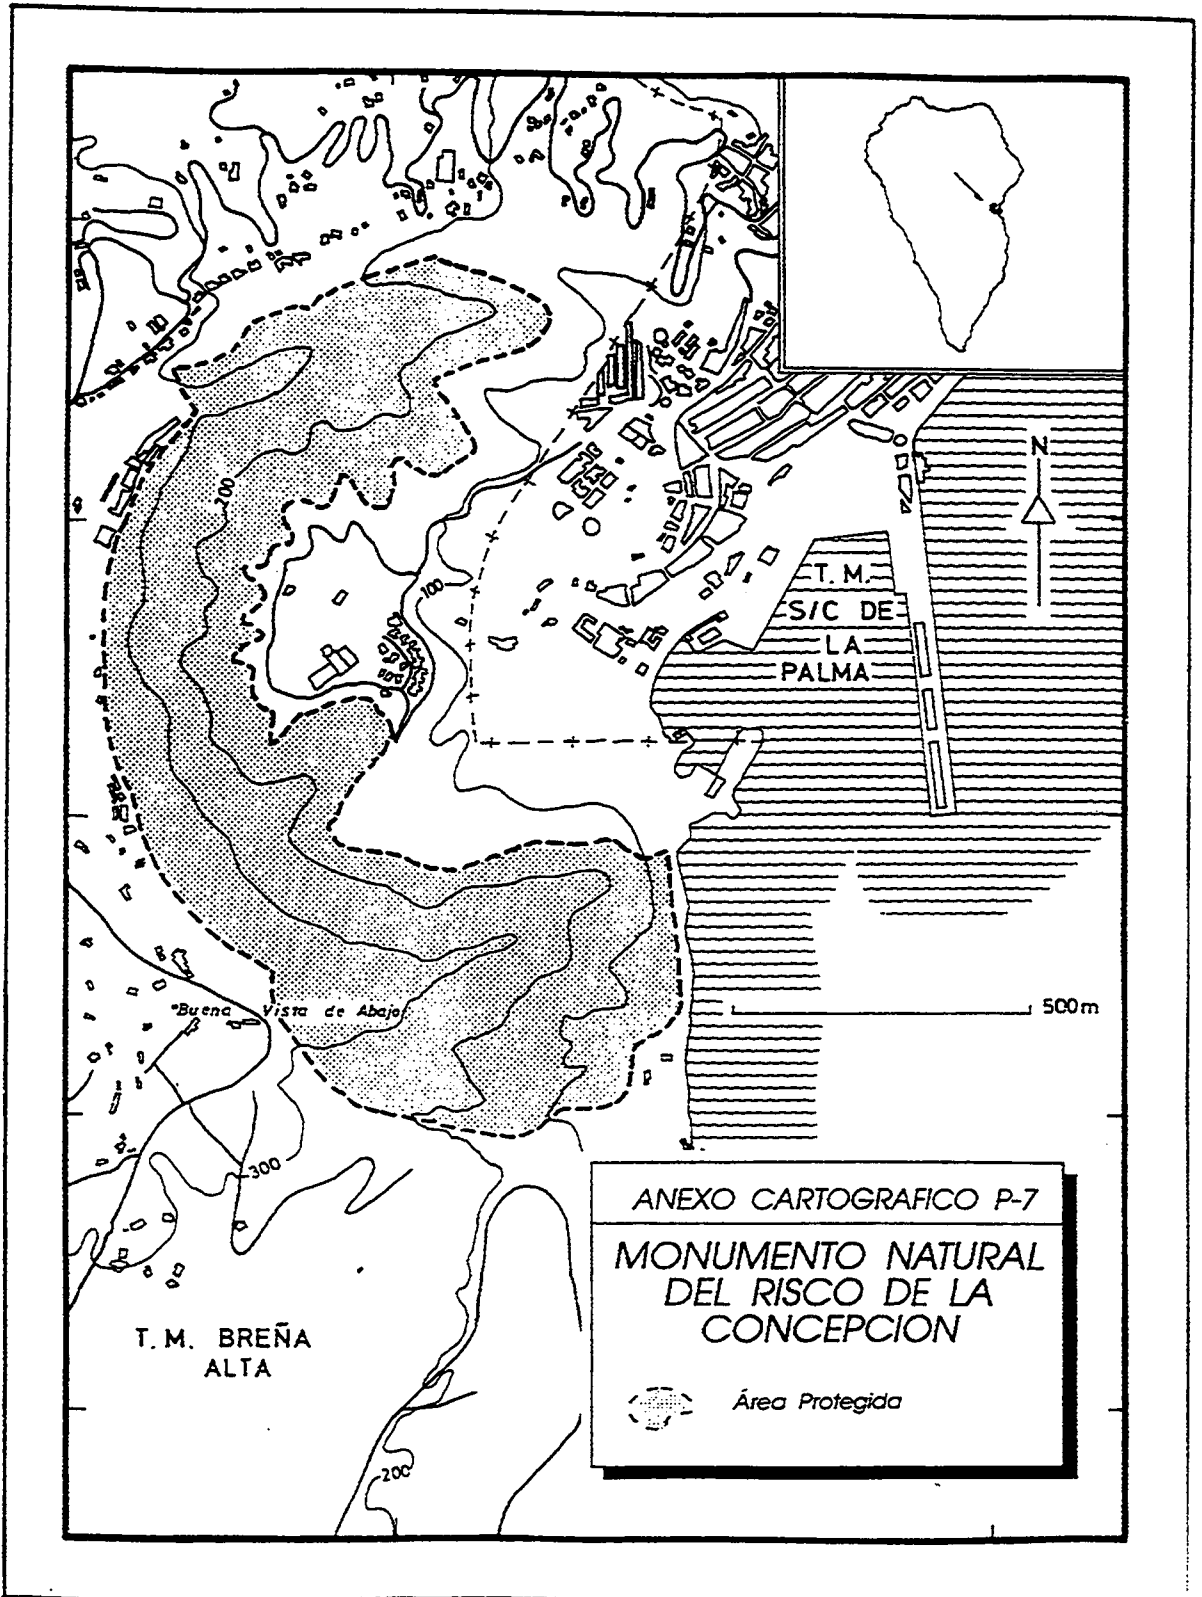 N
T. M.
S/C DE
LA
PALMA
200
100
500m
Buena Vista de Abajo
300
T. M. BREÑA
ALTA
200
ANEXO CARTOGRAFICO P-7
MONUMENTO NATURAL
DEL RISCO DE LA
CONCEPCION
Área Protegida